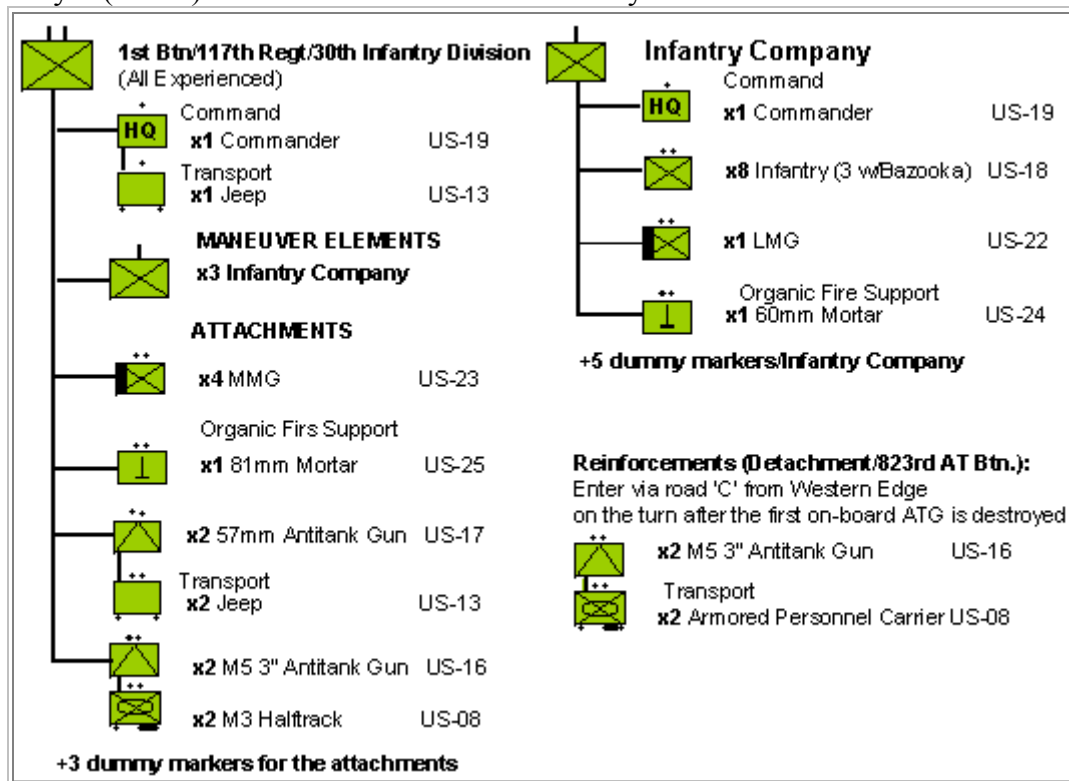 1st Btn/117th Regt/30th Infantry Division
(All Experienced)
Command
HQ
x1 Commander US-19
Transport
x1 Jeep US-13
MANEUVER ELEMENTS
x3 Infantry Company
ATTACHMENTS
x4 MMG US-23
Organic Firs Support
x1 81mm Mortar US-25
x2 57mm Antitank Gun US-17
Transport
x2 Jeep US-13
x2 M5 3" Antitank Gun US-16
x2 M3 Halftrack US-08
+3 dummy markers for the attachments
Infantry Company
Command
HQ
x1 Commander US-19
x8 Infantry (3 w/Bazooka) US-18
x1 LMG US-22
Organic Fire Support
x1 60mm Mortar US-24
+5 dummy markers/Infantry Company
Reinforcements (Detachment/823rd AT Btn.):
Enter via road 'C' from Western Edge
on the turn after the first on-board ATG is destroyed
x2 M5 3" Antitank Gun US-16
Transport
x2 Armored Personnel Carrier US-08